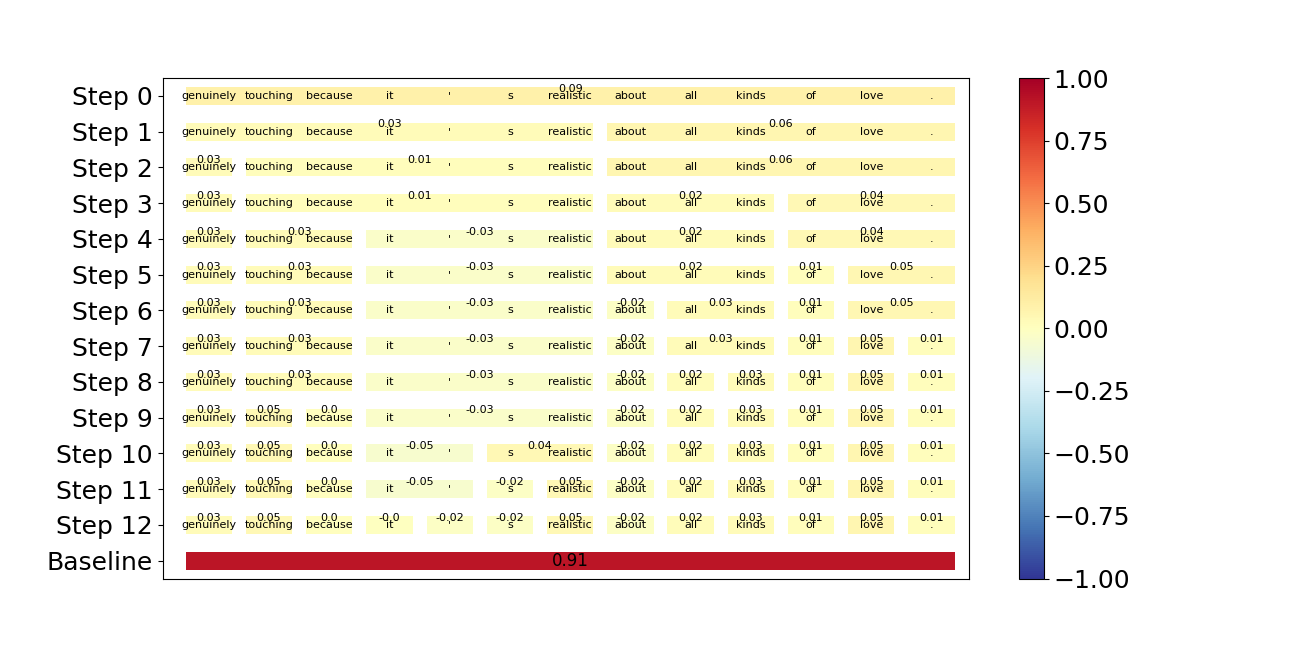 0.09
Step 0 genuinely touching because it ' s realistic about all kinds of love .
0.03 0.06
Step 1 genuinely touching because it ' s realistic about all kinds of love .
0.03 0.01 0.06
Step 2 genuinely touching because it ' s realistic about all kinds of love .
0.03 0.01 0.02 0.04
Step 3 genuinely touching because it ' s realistic about all kinds of love .
0.03 0.03 -0.03 0.02 0.04
Step 4 genuinely touching because it ' s realistic about all kinds of love .
0.03 0.03 -0.03 0.02 0.01 0.05
Step 5 genuinely touching because it ' s realistic about all kinds of love .
0.03 0.03 -0.03 -0.02 0.03 0.01 0.05
Step 6 genuinely touching because it ' s realistic about all kinds of love .
0.03 0.03 -0.03 -0.02 0.03 0.01 0.05 0.01
Step 7 genuinely touching because it ' s realistic about all kinds of love .
0.03 0.03 -0.03 -0.02 0.02 0.03 0.01 0.05 0.01
Step 8 genuinely touching because it ' s realistic about all kinds of love .
0.03 0.05 0.0 -0.03 -0.02 0.02 0.03 0.01 0.05 0.01
Step 9 genuinely touching because it ' s realistic about all kinds of love .
0.03 0.05 0.0 -0.05 0.04 -0.02 0.02 0.03 0.01 0.05 0.01
Step 10 genuinely touching because it ' s realistic about all kinds of love .
0.03 0.05 0.0 -0.05 -0.02 0.05 -0.02 0.02 0.03 0.01 0.05 0.01
Step 11 genuinely touching because it ' s realistic about all kinds of love .
0.03 0.05 0.0 -0.0 -0.02 -0.02 0.05 -0.02 0.02 0.03 0.01 0.05 0.01
Step 12 genuinely touching because it ' s realistic about all kinds of love .
Baseline 0.91
1.00
0.75
0.50
0.25
0.00
−0.25
−0.50
−0.75
−1.00